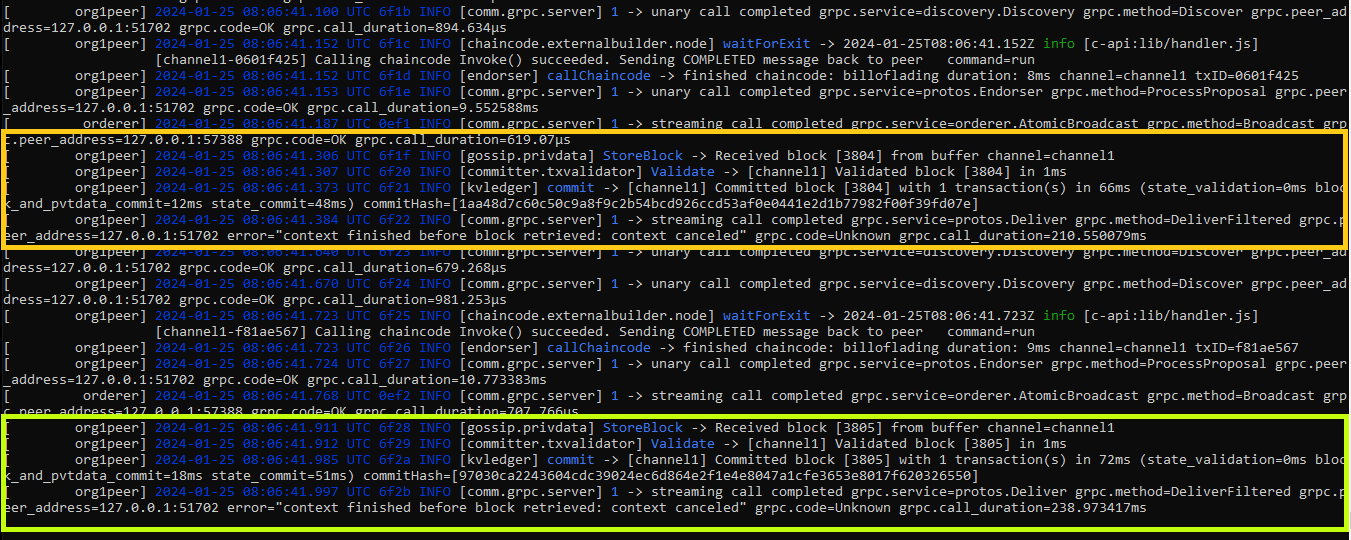 [        org1peer] 2024-01-25 08:06:41.100 UTC 6f1b INFO [comm.grpc.server] 1 -> unary call completed grpc.service=discovery.Discovery grpc.method=Discover grpc.peer_ad
dress=127.0.0.1:51702 grpc.code=OK grpc.call_duration=894.634µs
[        org1peer] 2024-01-25 08:06:41.152 UTC 6f1c INFO [chaincode.externalbuilder.node] waitForExit -> 2024-01-25T08:06:41.152Z info [c-api:lib/handler.js]
[channel1-0601f425] Calling chaincode Invoke() succeeded. Sending COMPLETED message back to peer   command=run
[        org1peer] 2024-01-25 08:06:41.152 UTC 6f1d INFO [endorser] callChaincode -> finished chaincode: billoflading duration: 8ms channel=channel1 txID=0601f425
[        org1peer] 2024-01-25 08:06:41.153 UTC 6f1e INFO [comm.grpc.server] 1 -> unary call completed grpc.service=protos.Endorser grpc.method=ProcessProposal grpc.peer
_address=127.0.0.1:51702 grpc.code=OK grpc.call_duration=9.552588ms
[         orderer] 2024-01-25 08:06:41.187 UTC 0ef1 INFO [comm.grpc.server] 1 -> streaming call completed grpc.service=orderer.AtomicBroadcast grpc.method=Broadcast grp
c.peer_address=127.0.0.1:57388 grpc.code=OK grpc.call_duration=619.07µs
[        org1peer] 2024-01-25 08:06:41.306 UTC 6f1f INFO [gossip.privdata] StoreBlock -> Received block [3804] from buffer channel=channel1
[        org1peer] 2024-01-25 08:06:41.307 UTC 6f20 INFO [committer.txvalidator] Validate -> [channel1] Validated block [3804] in 1ms
[        org1peer] 2024-01-25 08:06:41.373 UTC 6f21 INFO [kvledger] commit -> [channel1] Committed block [3804] with 1 transaction(s) in 66ms (state_validation=0ms bloc
k_and_pvtdata_commit=12ms state_commit=48ms) commitHash=[1aa48d7c60c50c9a8f9c2b54bcd926ccd53af0e0441e2d1b77982f00f39fd07e]
[        org1peer] 2024-01-25 08:06:41.384 UTC 6f22 INFO [comm.grpc.server] 1 -> streaming call completed grpc.service=protos.Deliver grpc.method=DeliverFiltered grpc.p
eer_address=127.0.0.1:51702 error="context finished before block retrieved: context canceled" grpc.code=Unknown grpc.call_duration=210.550079ms
[        org1peer] 2024-01-25 08:06:41.640 UTC 6f23 INFO [comm.grpc.server] 1 -> unary call completed grpc.service=discovery.Discovery grpc.method=Discover grpc.peer_ad
dress=127.0.0.1:51702 grpc.code=OK grpc.call_duration=679.268µs
[        org1peer] 2024-01-25 08:06:41.670 UTC 6f24 INFO [comm.grpc.server] 1 -> unary call completed grpc.service=discovery.Discovery grpc.method=Discover grpc.peer_ad
dress=127.0.0.1:51702 grpc.code=OK grpc.call_duration=981.253µs
[        org1peer] 2024-01-25 08:06:41.723 UTC 6f25 INFO [chaincode.externalbuilder.node] waitForExit -> 2024-01-25T08:06:41.723Z info [c-api:lib/handler.js]
[channel1-f81ae567] Calling chaincode Invoke() succeeded. Sending COMPLETED message back to peer   command=run
[        org1peer] 2024-01-25 08:06:41.723 UTC 6f26 INFO [endorser] callChaincode -> finished chaincode: billoflading duration: 9ms channel=channel1 txID=f81ae567
[        org1peer] 2024-01-25 08:06:41.724 UTC 6f27 INFO [comm.grpc.server] 1 -> unary call completed grpc.service=protos.Endorser grpc.method=ProcessProposal grpc.peer
_address=127.0.0.1:51702 grpc.code=OK grpc.call_duration=10.773383ms
[         orderer] 2024-01-25 08:06:41.768 UTC 0ef2 INFO [comm.grpc.server] 1 -> streaming call completed grpc.service=orderer.AtomicBroadcast grpc.method=Broadcast grp
c.peer_address=127.0.0.1:57388 grpc.code=OK grpc.call_duration=707.766µs
[        org1peer] 2024-01-25 08:06:41.911 UTC 6f28 INFO [gossip.privdata] StoreBlock -> Received block [3805] from buffer channel=channel1
[        org1peer] 2024-01-25 08:06:41.912 UTC 6f29 INFO [committer.txvalidator] Validate -> [channel1] Validated block [3805] in 1ms
[        org1peer] 2024-01-25 08:06:41.985 UTC 6f2a INFO [kvledger] commit -> [channel1] Committed block [3805] with 1 transaction(s) in 72ms (state_validation=0ms bloc
k_and_pvtdata_commit=18ms state_commit=51ms) commitHash=[97030ca2243604cdc39024ec6d864e2f1e4e8047a1cfe3653e8017f620326550]
[        org1peer] 2024-01-25 08:06:41.997 UTC 6f2b INFO [comm.grpc.server] 1 -> streaming call completed grpc.service=protos.Deliver grpc.method=DeliverFiltered grpc.p
eer_address=127.0.0.1:51702 error="context finished before block retrieved: context canceled" grpc.code=Unknown grpc.call_duration=238.973417ms